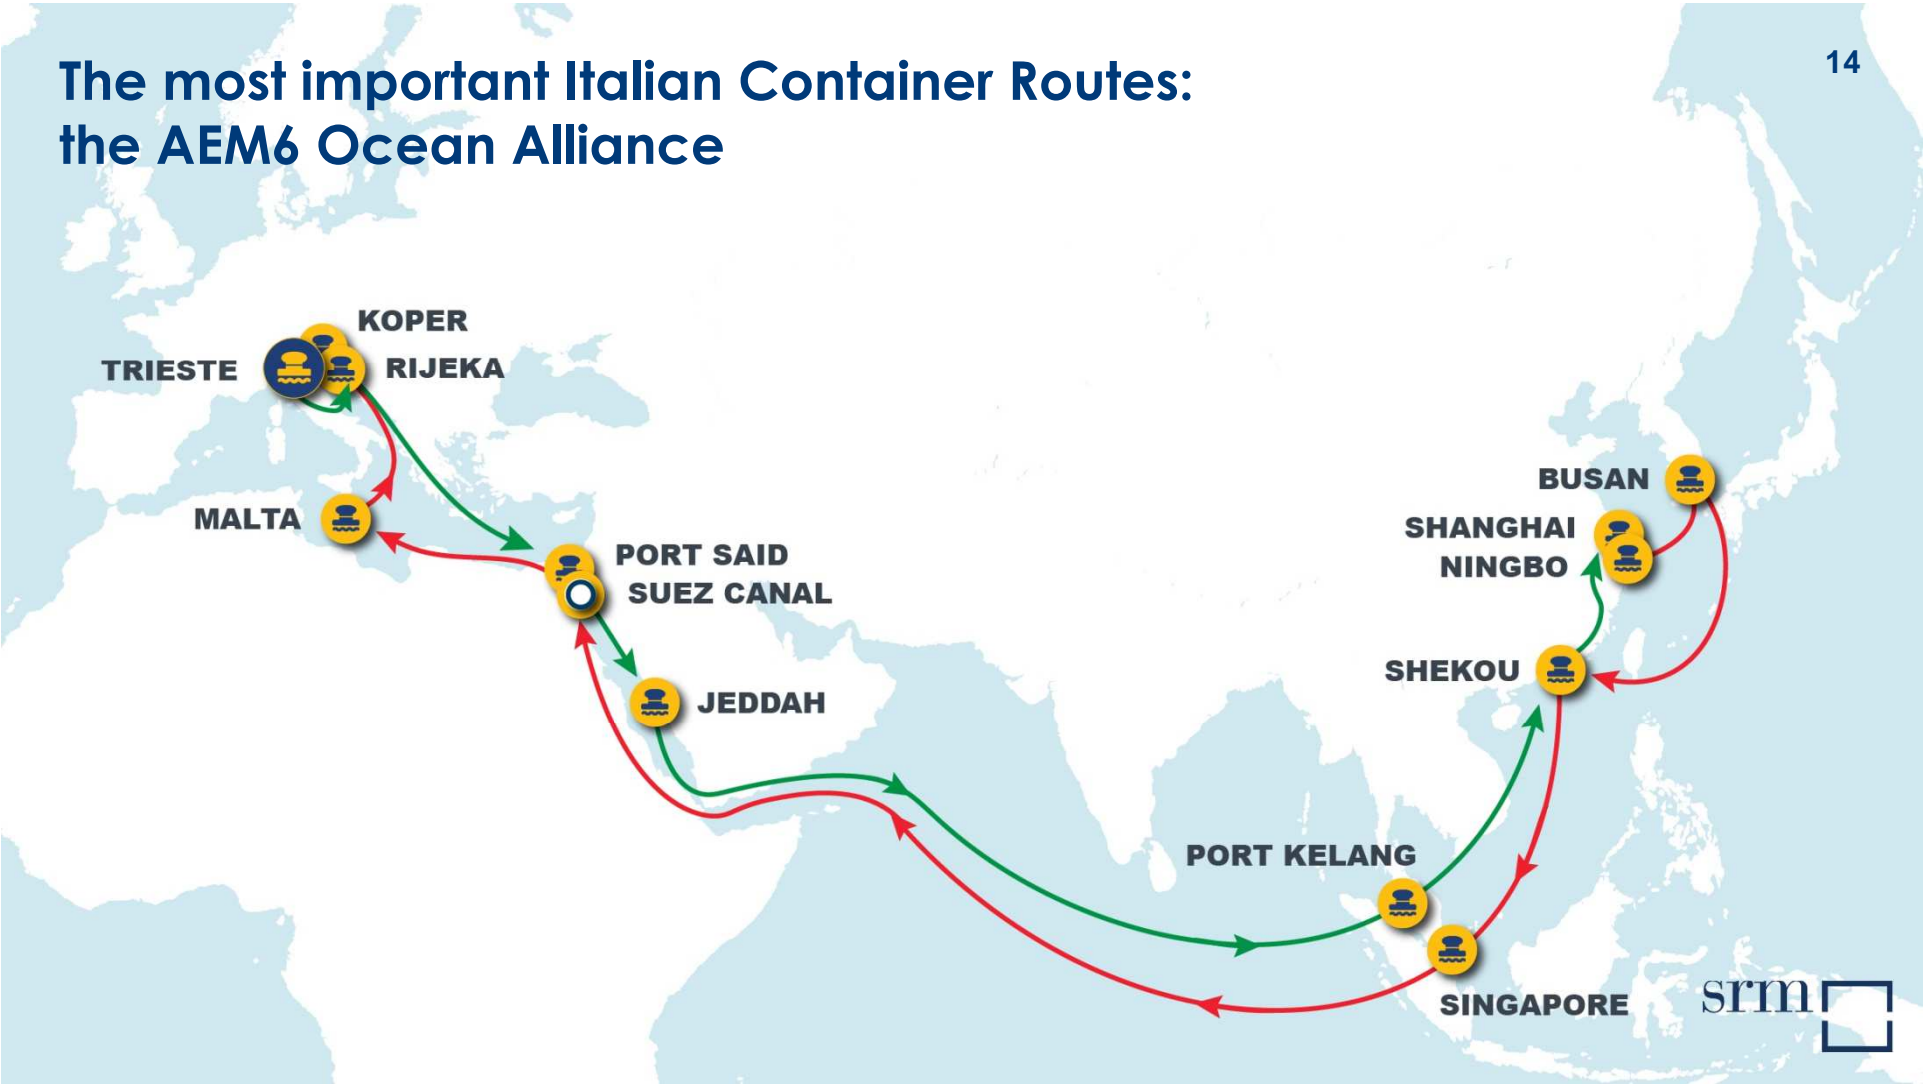 The most important Italian Container Routes:
the AEM6 Ocean Alliance
14
KOPER
TRIESTE
RIJEKA
MALTA
PORT SAID
SUEZ CANAL
JEDDAH
BUSAN
SHANGHAI
NINGBO
SHEKOU
PORT KELANG
SINGAPORE
srm